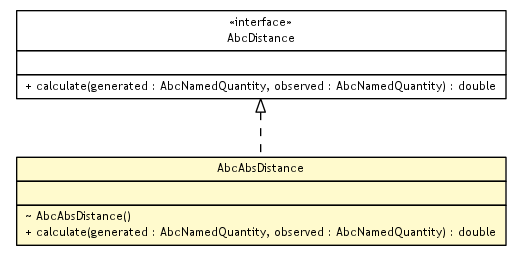 «interface»
AbcDistance
+ calculate(generated : AbcNamedQuantity, observed : AbcNamedQuantity) : double
AbcAbsDistance
~ AbcAbsDistance()
+ calculate(generated : AbcNamedQuantity, observed : AbcNamedQuantity) : double